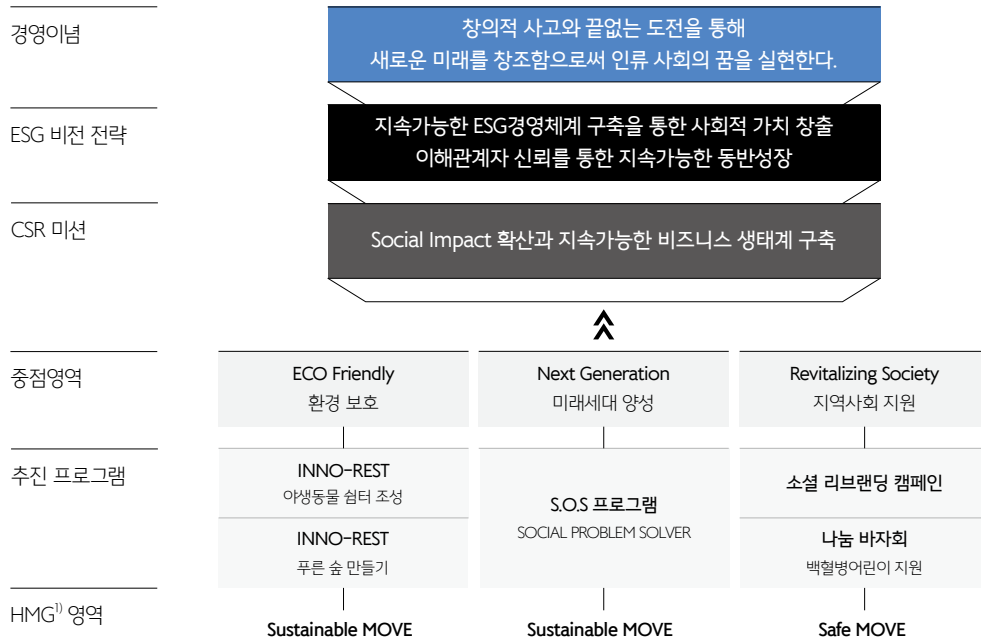 경영이념
창의적 사고와 끝없는 도전을 통해
새로운 미래를 창조함으로써 인류 사회의 꿈을 실현한다.
ESG 비전 전략
지속가능한 ESG경영체계 구축을 통한 사회적 가치 창출
이해관계자 신뢰를 통한 지속가능한 동반성장
CSR 미션
Social Impact 확산과 지속가능한 비즈니스 생태계 구축
중점영역
ECO Friendly
환경 보호
Next Generation
미래세대 양성
Revitalizing Society
지역사회 지원
추진 프로그램
INNO-REST
야생동물 쉼터 조성
INNO-REST
푸른 숲 만들기
S.O.S 프로그램
SOCIAL PROBLEM SOLVER
소셜 리브랜딩 캠페인
나눔 바자회
백혈병어린이 지원
HMG1) 영역
Sustainable MOVE
Sustainable MOVE
Safe MOVE